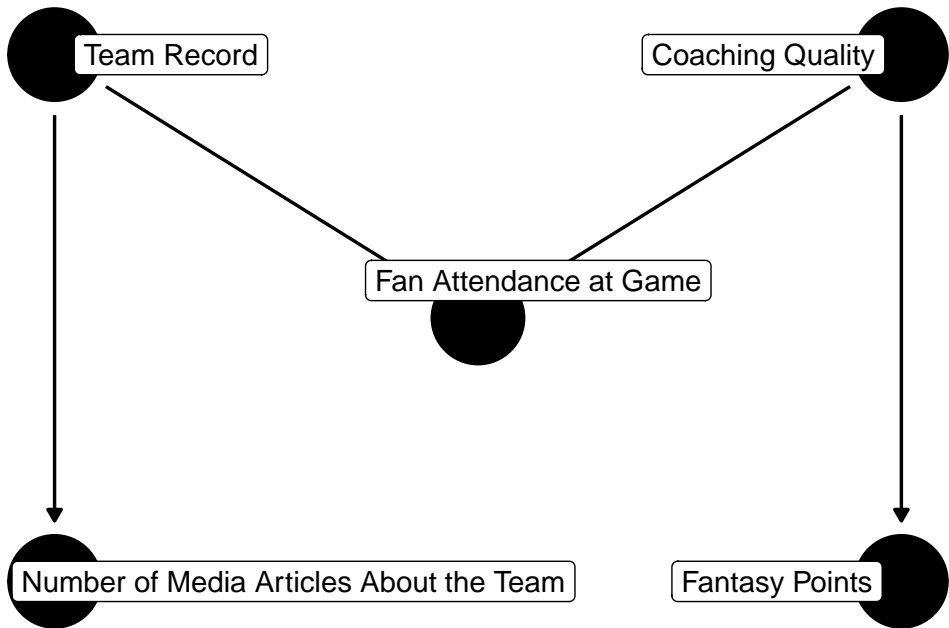 Team Record
Coaching Quality
Fan Attendance at Game
Number of Media Articles About the Team
Fantasy Points